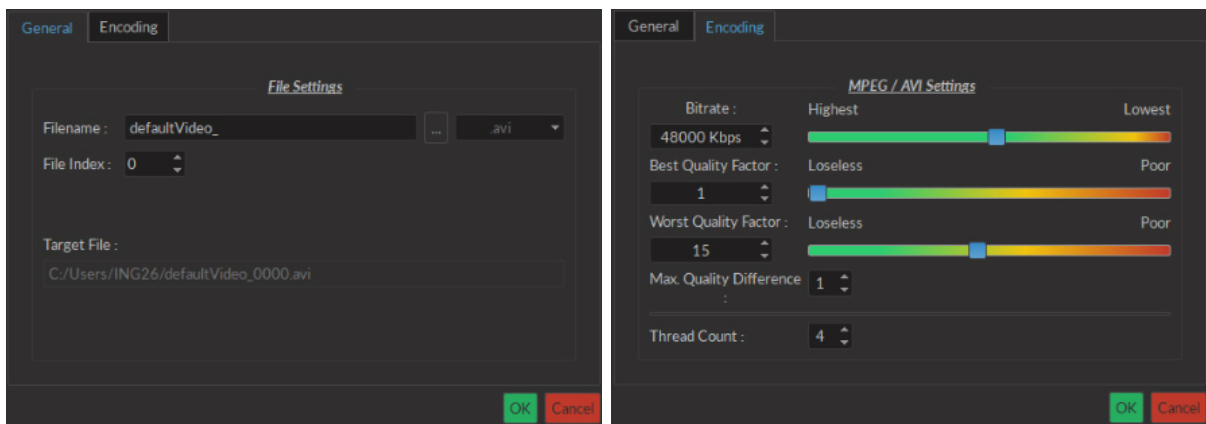 General Encoding
File Settings
Filename : defaultVideo_ ... .avi
File Index : 0
Target File :
C:/Users/ING26/defaultVideo_0000.avi
OK Cancel
General Encoding
MPEG / AVI Settings
Bitrate : Highest Lowest
48000 Kbps
Best Quality Factor : Loseless Poor
1
Worst Quality Factor : Loseless Poor
15
Max. Quality Difference 1
:
Thread Count : 4
OK Cancel